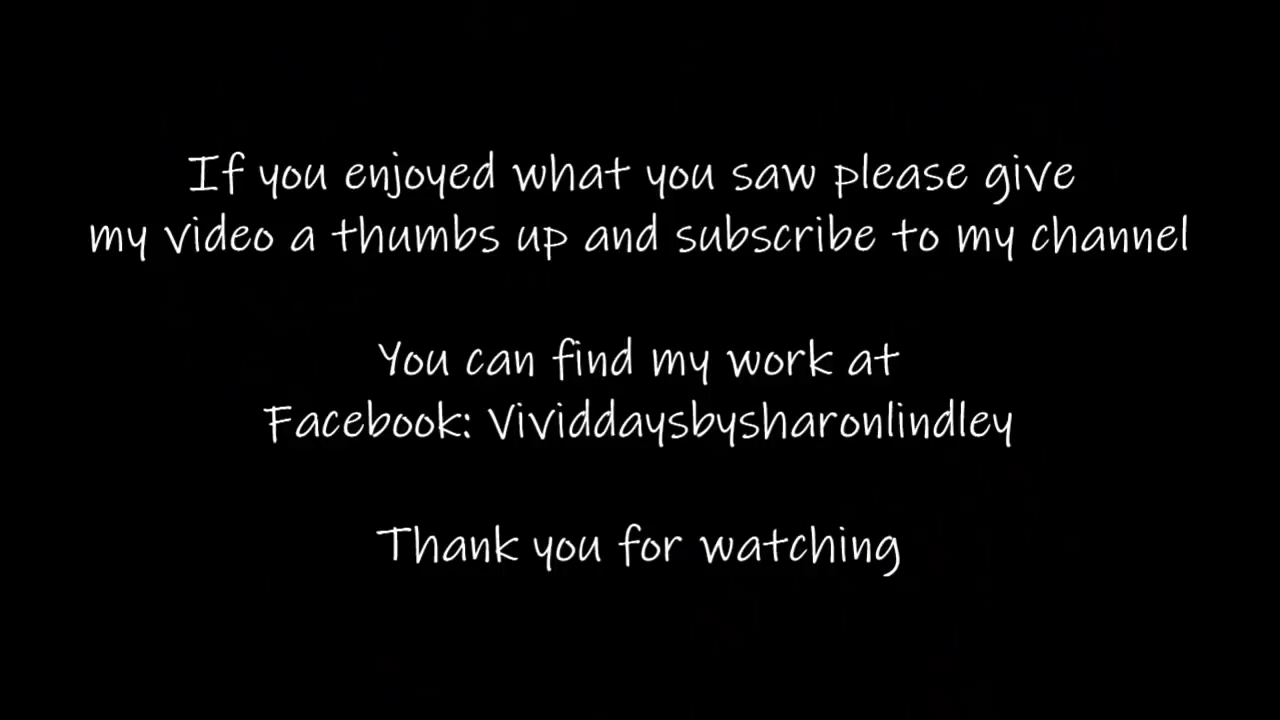 If you enjoyed what you saw please give
my video a thumbs up and subscribe to my channel
You can find my work at
Facebook: Vividdaysbysharonlindley
Thank you for watching